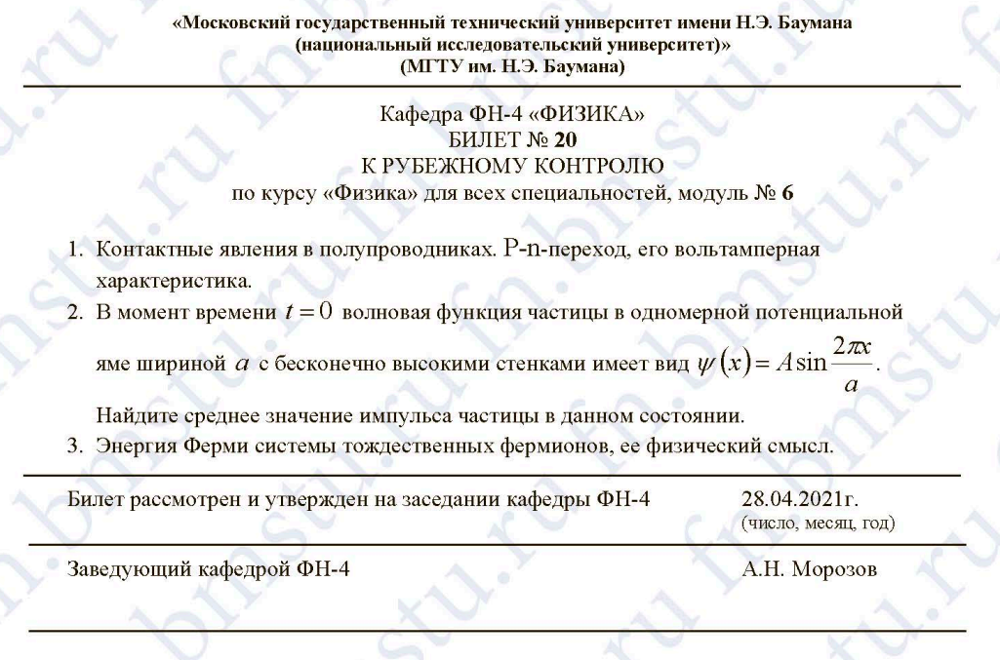 «Московский государственный технический университет имени Н.Э. Баумана
(национальный исследовательский университет)»
(МГТУ им. Н.Э. Баумана)
Кафедра ФН-4 «ФИЗИКА»
БИЛЕТ № 20
К РУБЕЖНОМУ КОНТРОЛЮ
по курсу «Физика» для всех специальностей, модуль № 6
1. Контактные явления в полупроводниках. P-n-переход, его вольтамперная
характеристика.
2. В момент времени t = 0 волновая функция частицы в одномерной потенциальной
яме шириной a с бесконечно высокими стенками имеет вид ψ(x) = A sin 2πx/a.
Найдите среднее значение импульса частицы в данном состоянии.
3. Энергия Ферми системы тождественных фермионов, ее физический смысл.
Билет рассмотрен и утвержден на заседании кафедры ФН-4 28.04.2021г.
(число, месяц, год)
Заведующий кафедрой ФН-4 А.Н. Морозов
fn.bmstu.ru